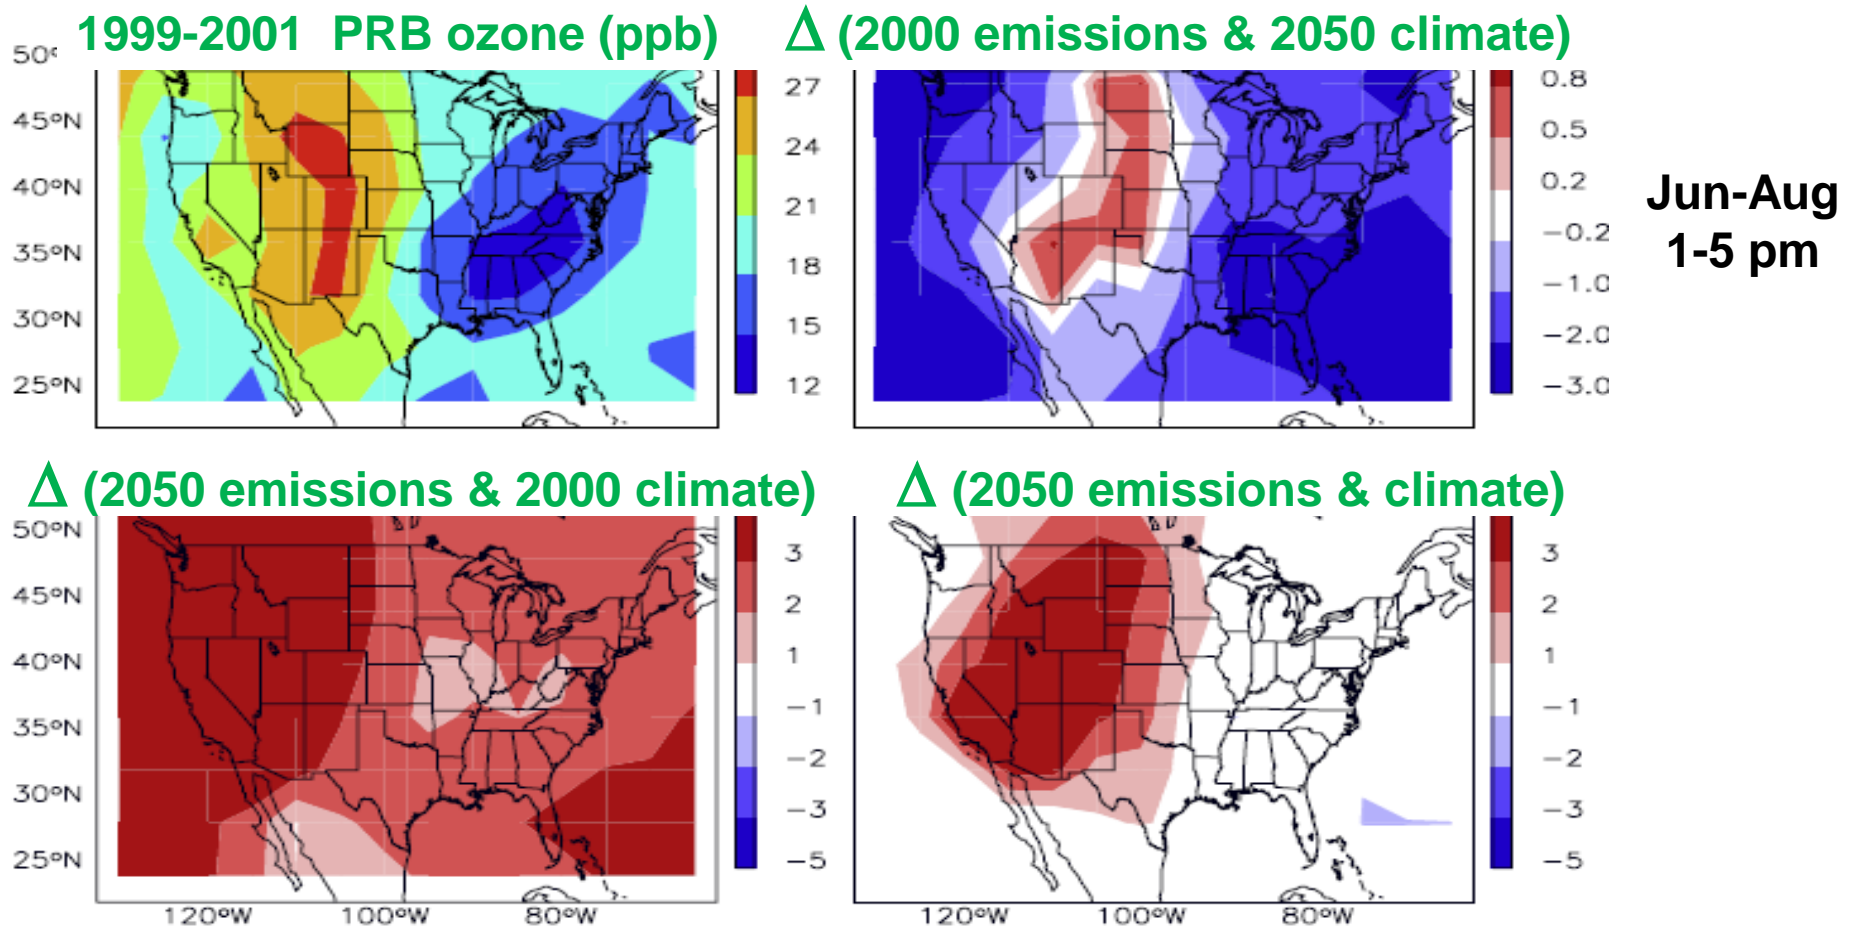 1999-2001 PRB ozone (ppb)
Δ (2000 emissions & 2050 climate)
45°N
40°N
35°N
30°N
25°N
27
24
21
18
15
12
0.8
0.5
0.2
−0.2
−1.0
−2.0
−3.0
Jun-Aug
1-5 pm
Δ (2050 emissions & 2000 climate)
Δ (2050 emissions & climate)
50°N
45°N
40°N
35°N
30°N
25°N
3
2
1
−1
−2
−3
−5
3
2
1
−1
−2
−3
−5
120°W
100°W
80°W
120°W
100°W
80°W